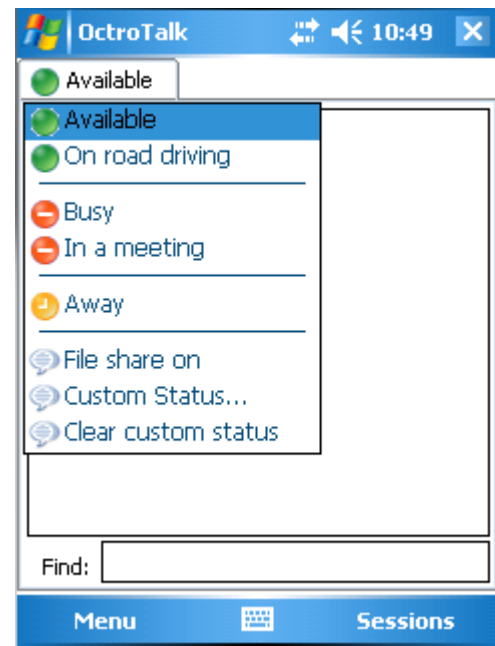 OctroTalk 10:49
Available
Available
On road driving
Busy
In a meeting
Away
File share on
Custom Status...
Clear custom status
Find:
Menu Sessions